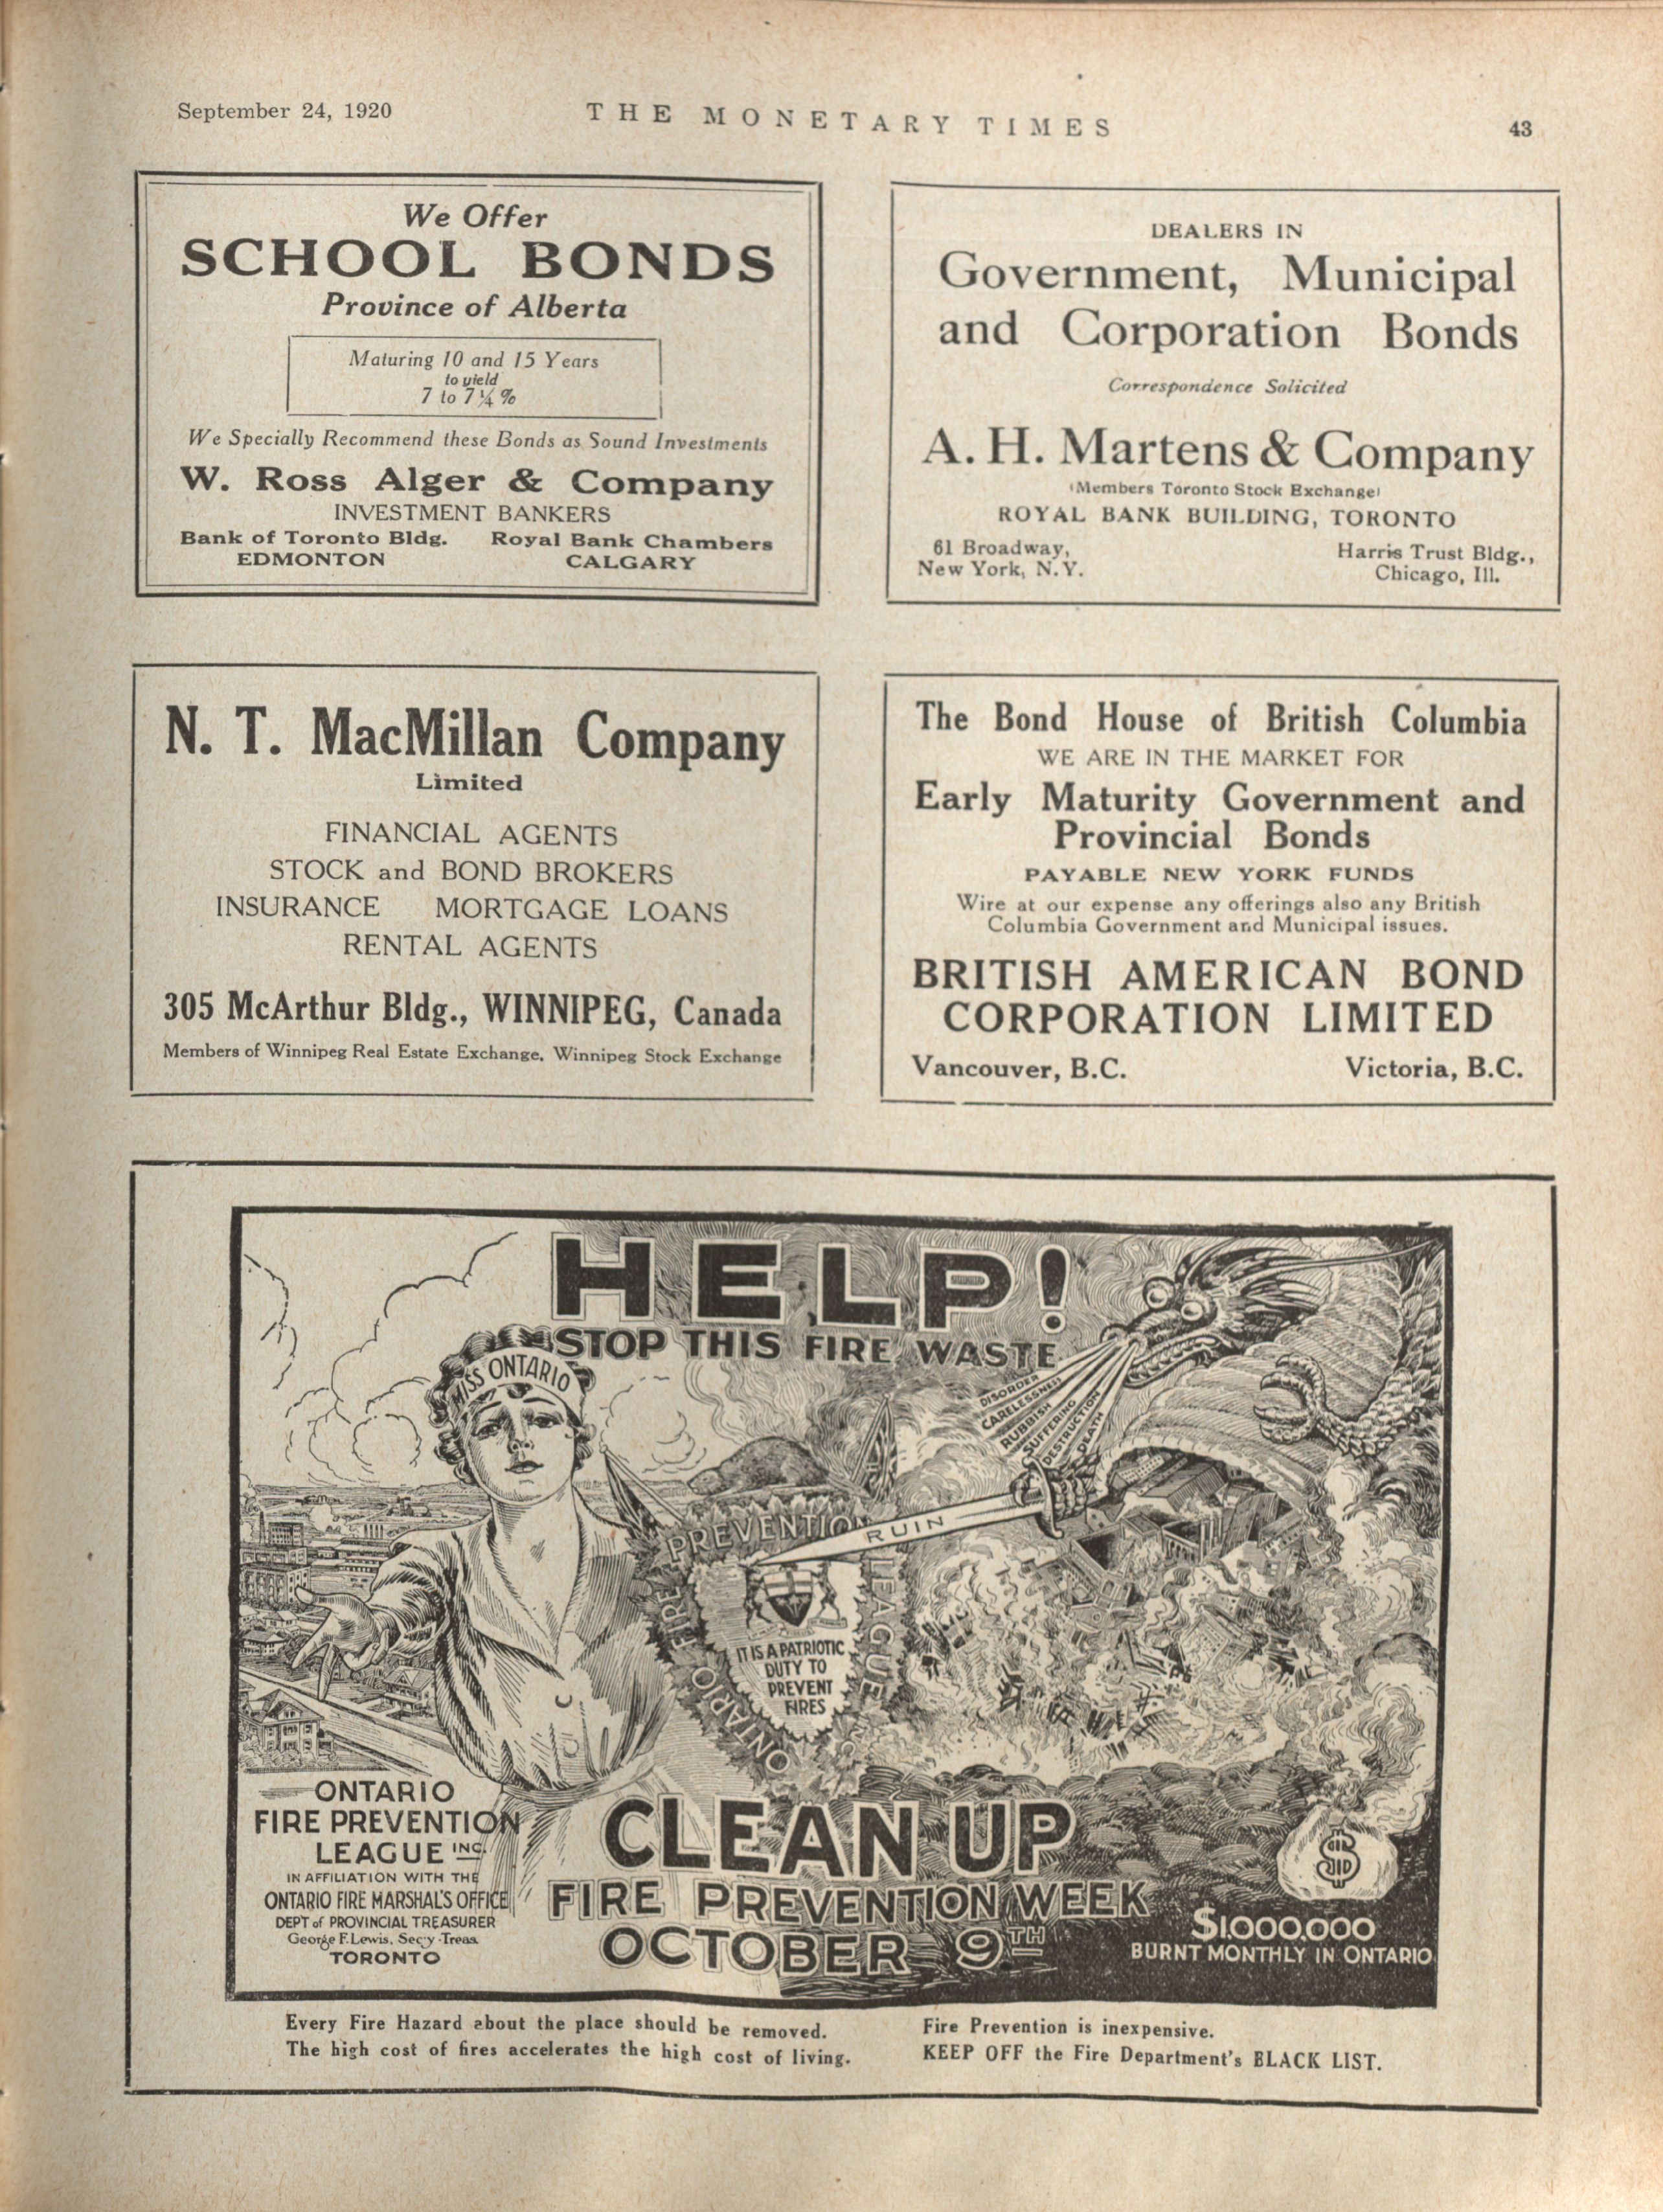 September 24, 1920
THE MONETARY TIMES
43
We Offer
SCHOOL BONDS
Province of Alberta
Maturing 10 and 15 Years
to yield
7 to 7¼%
We Specially Recommend these Bonds as Sound Investments
W. Ross Alger & Company
INVESTMENT BANKERS
Bank of Toronto Bldg. Royal Bank Chambers
EDMONTON CALGARY
DEALERS IN
Government, Municipal
and Corporation Bonds
Correspondence Solicited
A. H. Martens & Company
(Members Toronto Stock Exchange)
ROYAL BANK BUILDING, TORONTO
61 Broadway,
New York, N.Y.
Harris Trust Bldg.,
Chicago, Ill.
N. T. MacMillan Company
Limited
FINANCIAL AGENTS
STOCK and BOND BROKERS
INSURANCE MORTGAGE LOANS
RENTAL AGENTS
305 McArthur Bldg., WINNIPEG, Canada
Members of Winnipeg Real Estate Exchange, Winnipeg Stock Exchange
The Bond House of British Columbia
WE ARE IN THE MARKET FOR
Early Maturity Government and
Provincial Bonds
PAYABLE NEW YORK FUNDS
Wire at our expense any offerings also any British
Columbia Government and Municipal issues.
BRITISH AMERICAN BOND
CORPORATION LIMITED
Vancouver, B.C. Victoria, B.C.
HELP!
STOP THIS FIRE WASTE
MISS ONTARIO
DISORDER
CARELESSNESS
RUBBISH
SUFFERING
DESTRUCTION
DEATH
RUIN
ONTARIO FIRE PREVENTION LEAGUE INC.
IT IS A PATRIOTIC
DUTY TO
PREVENT
FIRES
ONTARIO
FIRE PREVENTION
LEAGUE INC.
IN AFFILIATION WITH THE
ONTARIO FIRE MARSHAL'S OFFICE
DEPT of PROVINCIAL TREASURER
George F. Lewis, Sec'y-Treas.
TORONTO
CLEAN UP
FIRE PREVENTION WEEK
OCTOBER 9TH
$
$1,000,000
BURNT MONTHLY IN ONTARIO
Every Fire Hazard about the place should be removed.
The high cost of fires accelerates the high cost of living.
Fire Prevention is inexpensive.
KEEP OFF the Fire Department's BLACK LIST.